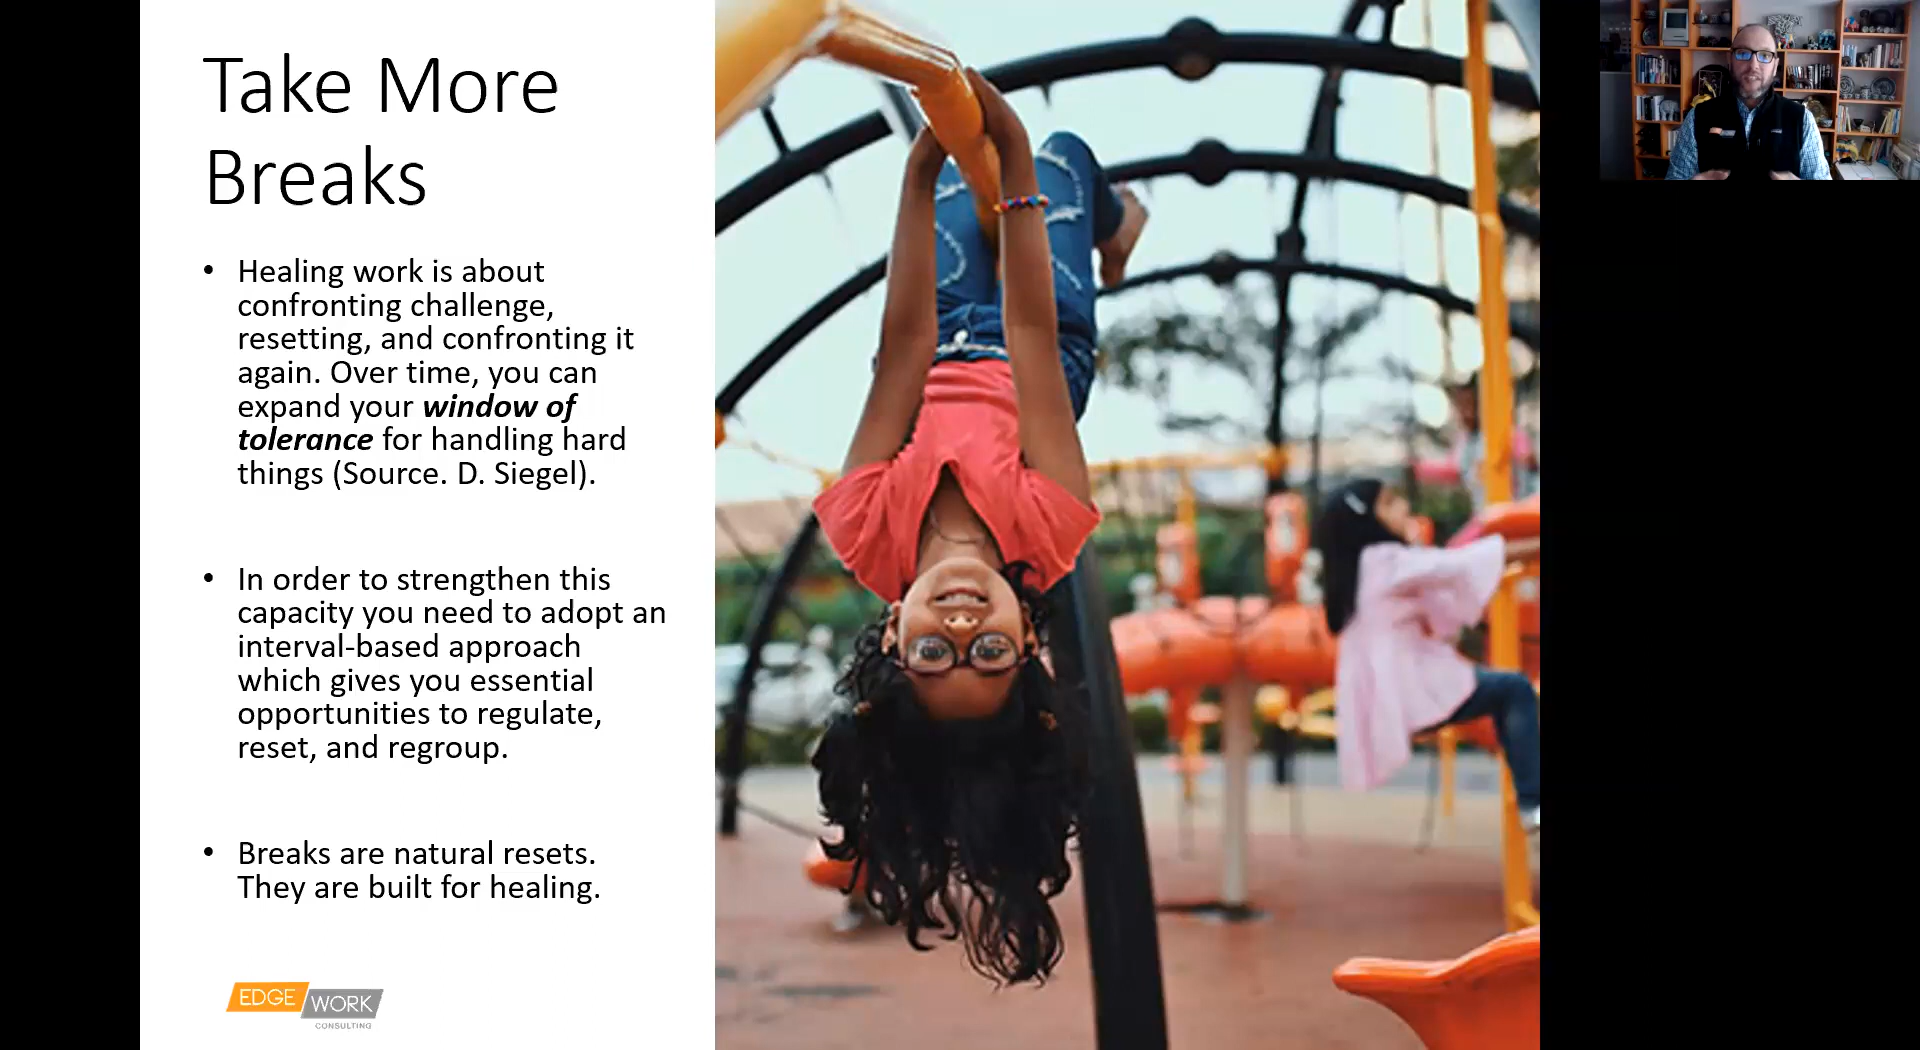 Take More
Breaks
• Healing work is about
confronting challenge,
resetting, and confronting it
again. Over time, you can
expand your window of
tolerance for handling hard
things (Source. D. Siegel).
• In order to strengthen this
capacity you need to adopt an
interval-based approach
which gives you essential
opportunities to regulate,
reset, and regroup.
• Breaks are natural resets.
They are built for healing.
EDGE WORK
CONSULTING